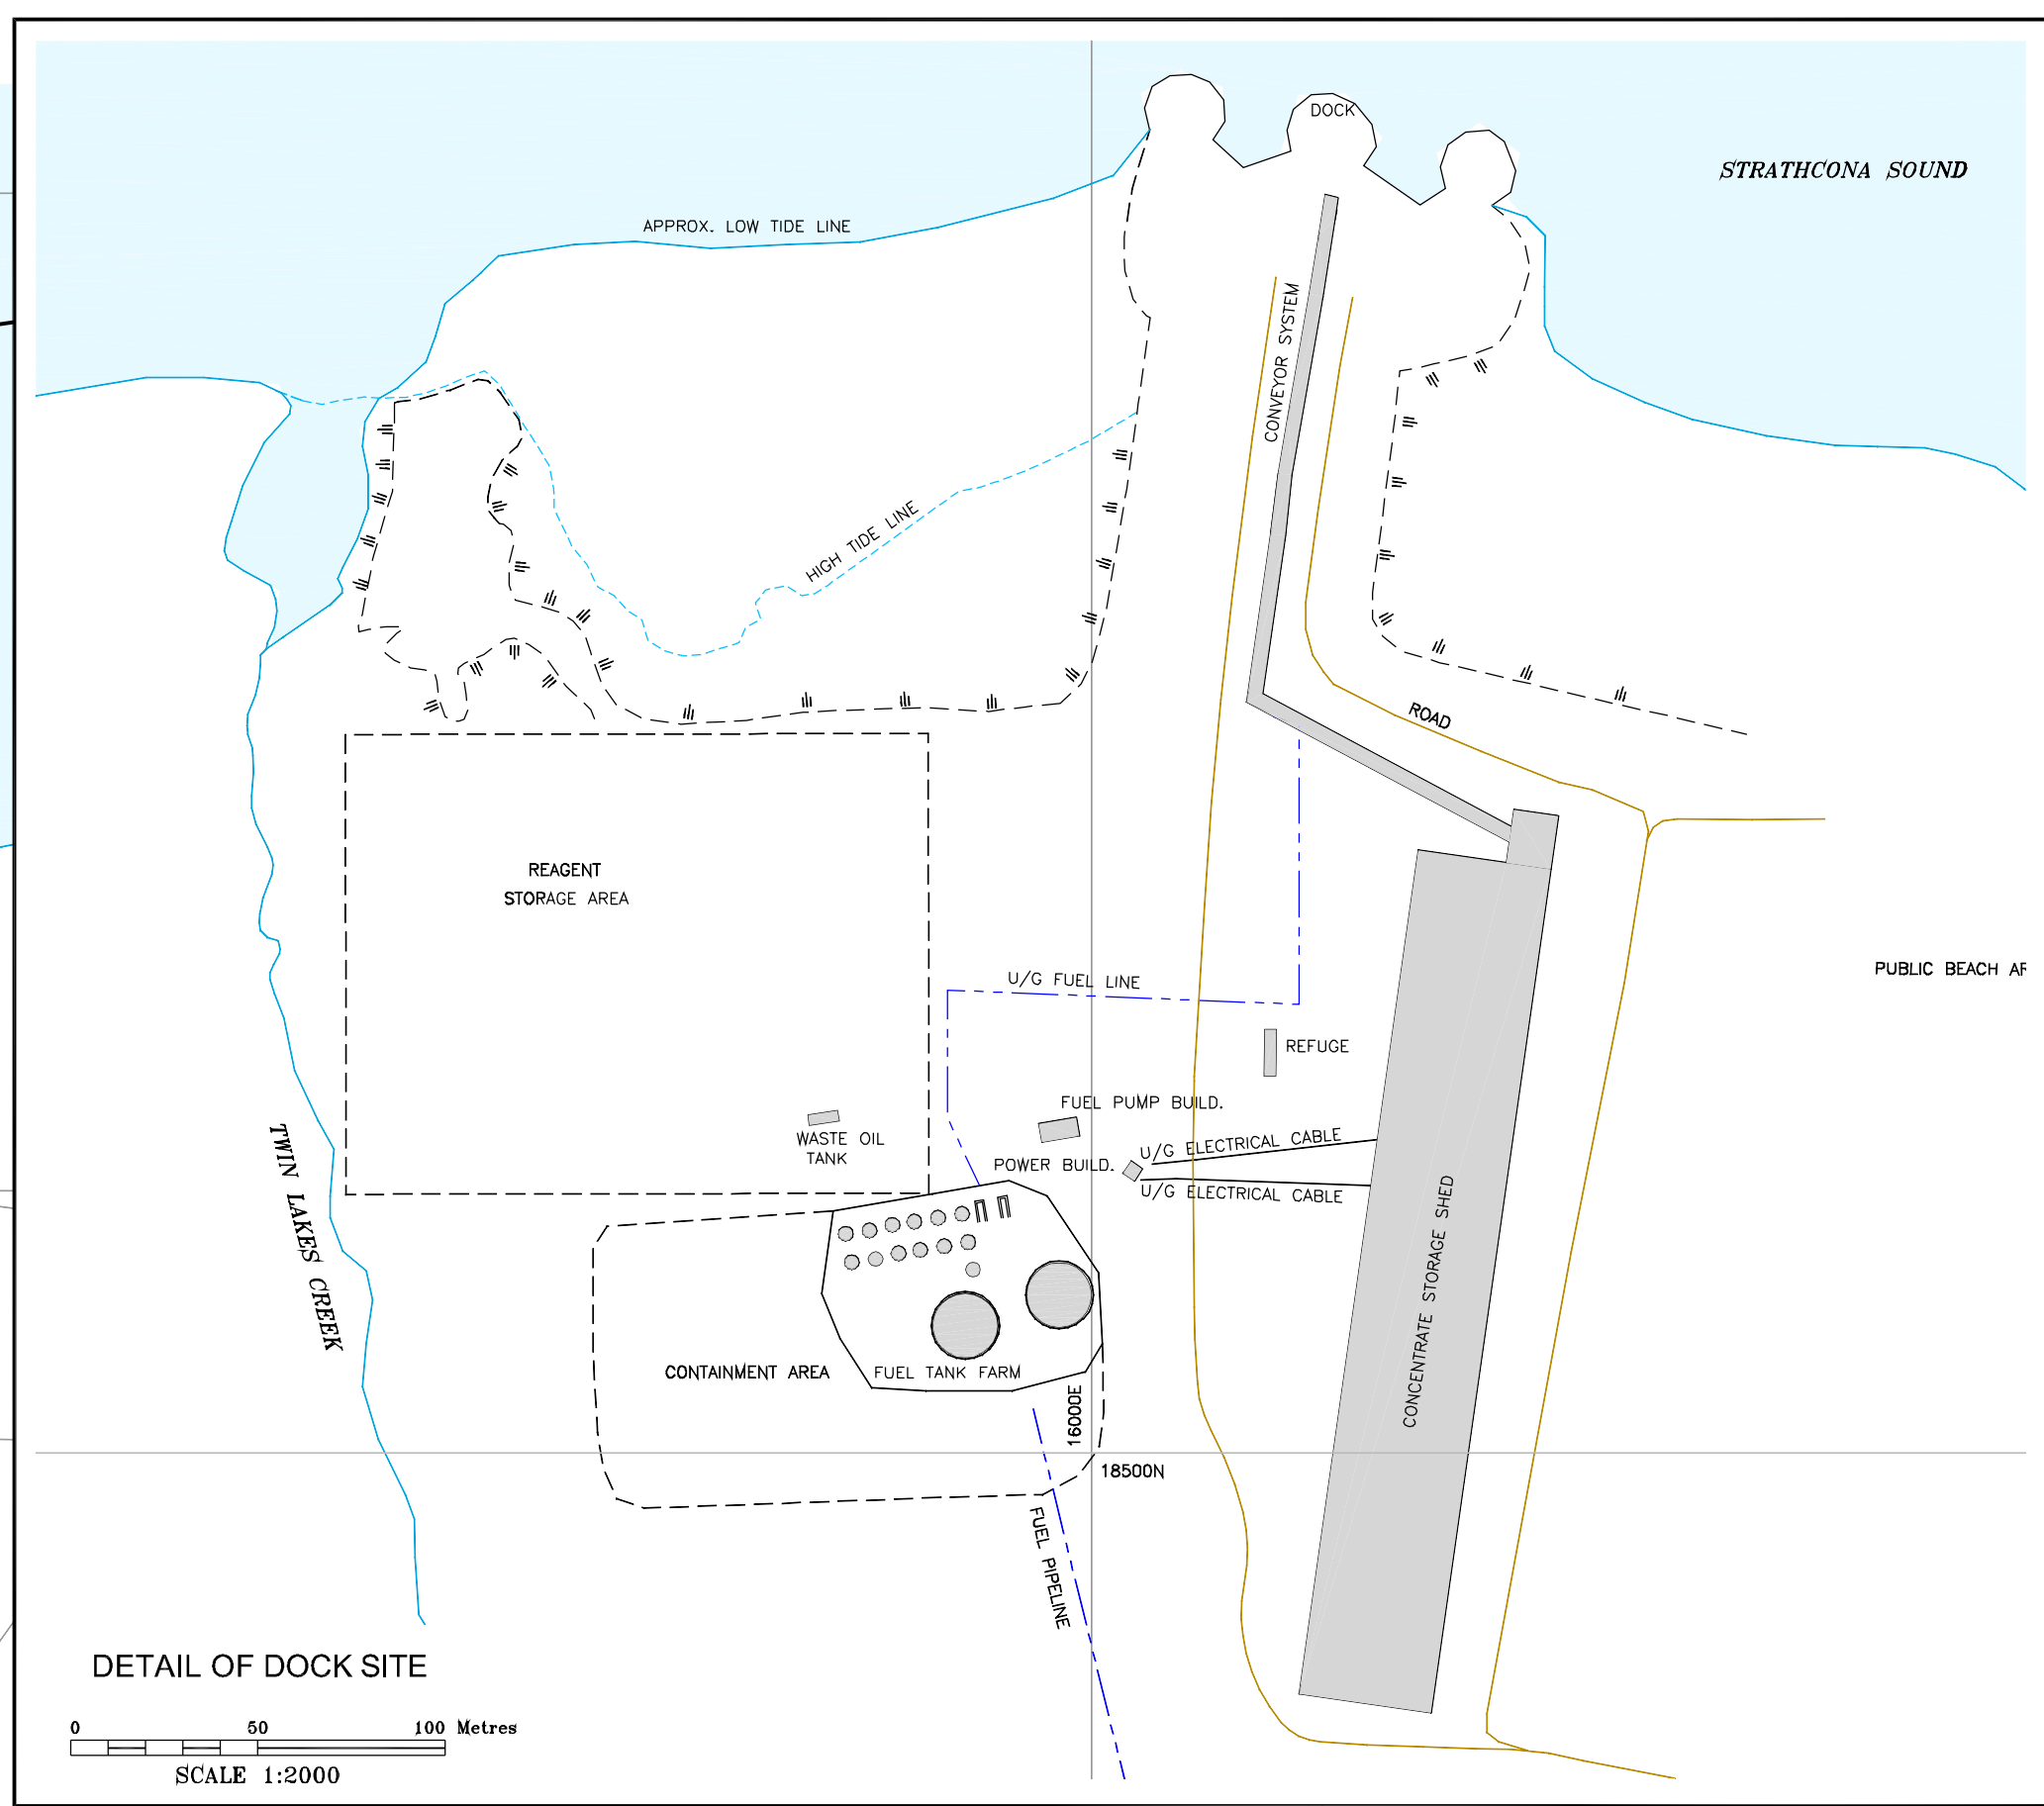 DOCK
STRATHCONA SOUND
APPROX. LOW TIDE LINE
CONVEYOR SYSTEM
HIGH TIDE LINE
ROAD
REAGENT
STORAGE AREA
PUBLIC BEACH AR
U/G FUEL LINE
REFUGE
FUEL PUMP BUILD.
WASTE OIL
TANK
U/G ELECTRICAL CABLE
POWER BUILD.
U/G ELECTRICAL CABLE
TWIN LAKES CREEK
CONCENTRATE STORAGE SHED
CONTAINMENT AREA
FUEL TANK FARM
16000E
18500N
FUEL PIPELINE
DETAIL OF DOCK SITE
0 50 100 Metres
SCALE 1:2000